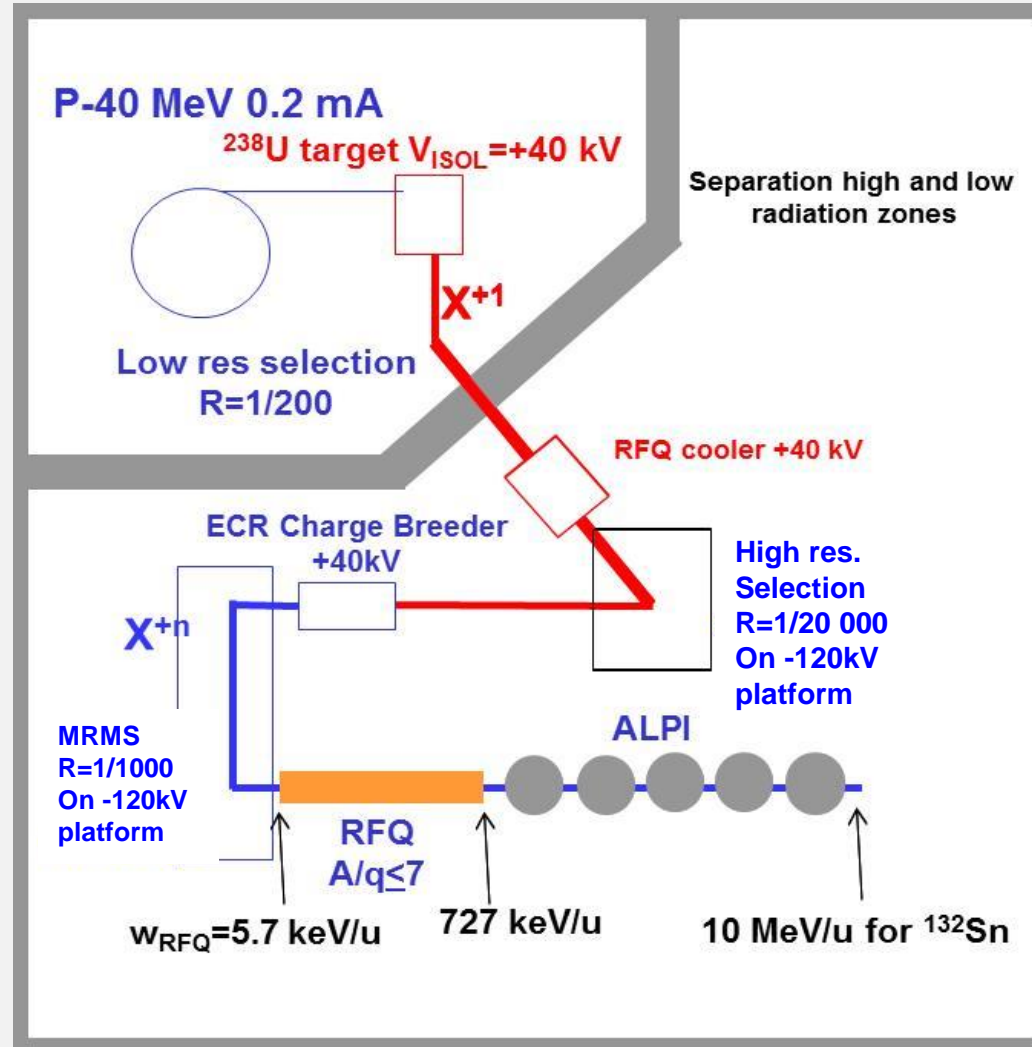 P-40 MeV 0.2 mA
²³⁸U target V_ISOL=+40 kV
Separation high and low
radiation zones
X⁺¹
Low res selection
R=1/200
RFQ cooler +40 kV
ECR Charge Breeder
+40kV
High res.
Selection
R=1/20 000
On -120kV
platform
X⁺ⁿ
MRMS
R=1/1000
On -120kV
platform
ALPI
RFQ
A/q≤7
w_RFQ=5.7 keV/u
727 keV/u
10 MeV/u for ¹³²Sn